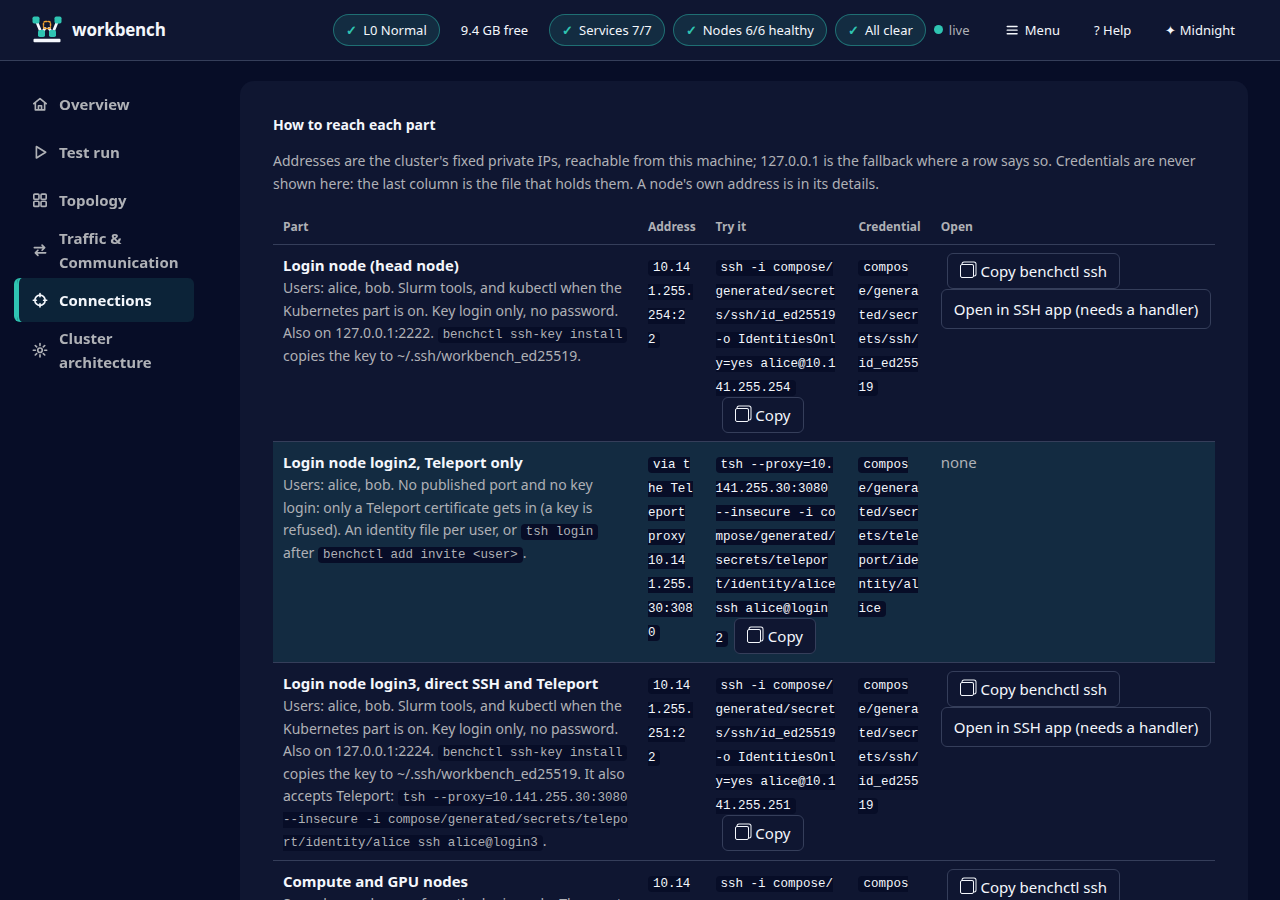 workbench
✓ L0 Normal
9.4 GB free
✓ Services 7/7
✓ Nodes 6/6 healthy
✓ All clear
live
Menu
? Help
✦ Midnight
Overview
Test run
Topology
Traffic &
Communication
Connections
Cluster
architecture
How to reach each part
Addresses are the cluster's fixed private IPs, reachable from this machine; 127.0.0.1 is the fallback where a row says so. Credentials are never
shown here: the last column is the file that holds them. A node's own address is in its details.
Part
Address
Try it
Credential
Open
Login node (head node)
Users: alice, bob. Slurm tools, and kubectl when the
Kubernetes part is on. Key login only, no password.
Also on 127.0.0.1:2222. benchctl ssh-key install
copies the key to ~/.ssh/workbench_ed25519.
10.14
1.255.
254:2
2
ssh -i compose/
generated/secret
s/ssh/id_ed25519
-o IdentitiesOnl
y=yes alice@10.1
41.255.254
Copy
compos
e/genera
ted/secr
ets/ssh/
id_ed255
19
Copy benchctl ssh
Open in SSH app (needs a handler)
Login node login2, Teleport only
Users: alice, bob. No published port and no key
login: only a Teleport certificate gets in (a key is
refused). An identity file per user, or tsh login
after benchctl add invite <user>.
via t
he Tel
eport
proxy
10.14
1.255.
30:308
0
tsh --proxy=10.
141.255.30:3080
--insecure -i co
mpose/generated/
secrets/telepor
t/identity/alice
ssh alice@login
2 Copy
compos
e/genera
ted/secr
ets/tele
port/ide
ntity/al
ice
none
Login node login3, direct SSH and Teleport
Users: alice, bob. Slurm tools, and kubectl when the
Kubernetes part is on. Key login only, no password.
Also on 127.0.0.1:2224. benchctl ssh-key install
copies the key to ~/.ssh/workbench_ed25519. It also
accepts Teleport: tsh --proxy=10.141.255.30:3080
--insecure -i compose/generated/secrets/telepo
rt/identity/alice ssh alice@login3.
10.14
1.255.
251:2
2
ssh -i compose/
generated/secret
s/ssh/id_ed25519
-o IdentitiesOnl
y=yes alice@10.1
41.255.251
Copy
compos
e/genera
ted/secr
ets/ssh/
id_ed255
19
Copy benchctl ssh
Open in SSH app (needs a handler)
Compute and GPU nodes
10.14
ssh -i compose/
compos
Copy benchctl ssh